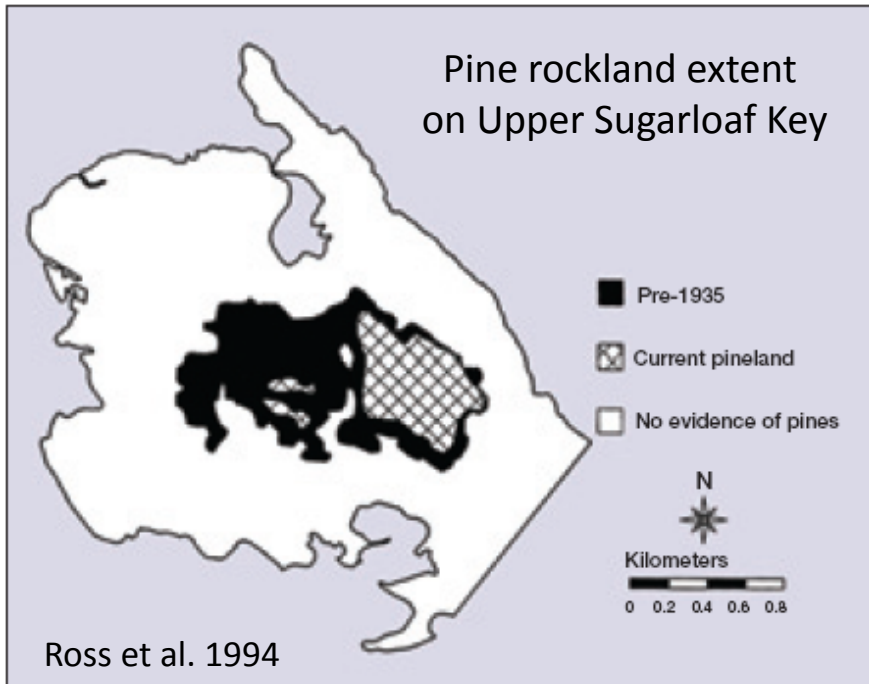 Pine rockland extent
on Upper Sugarloaf Key
Pre-1935
Current pineland
No evidence of pines
N
Kilometers
0 0.2 0.4 0.6 0.8
Ross et al. 1994